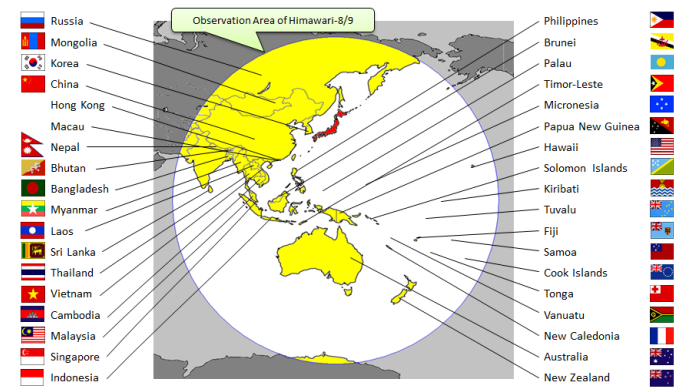 Observation Area of Himawari-8/9
Russia
Mongolia
Korea
China
Hong Kong
Macau
Nepal
Bhutan
Bangladesh
Myanmar
Laos
Sri Lanka
Thailand
Vietnam
Cambodia
Malaysia
Singapore
Indonesia
Philippines
Brunei
Palau
Timor-Leste
Micronesia
Papua New Guinea
Hawaii
Solomon Islands
Kiribati
Tuvalu
Fiji
Samoa
Cook Islands
Tonga
Vanuatu
New Caledonia
Australia
New Zealand